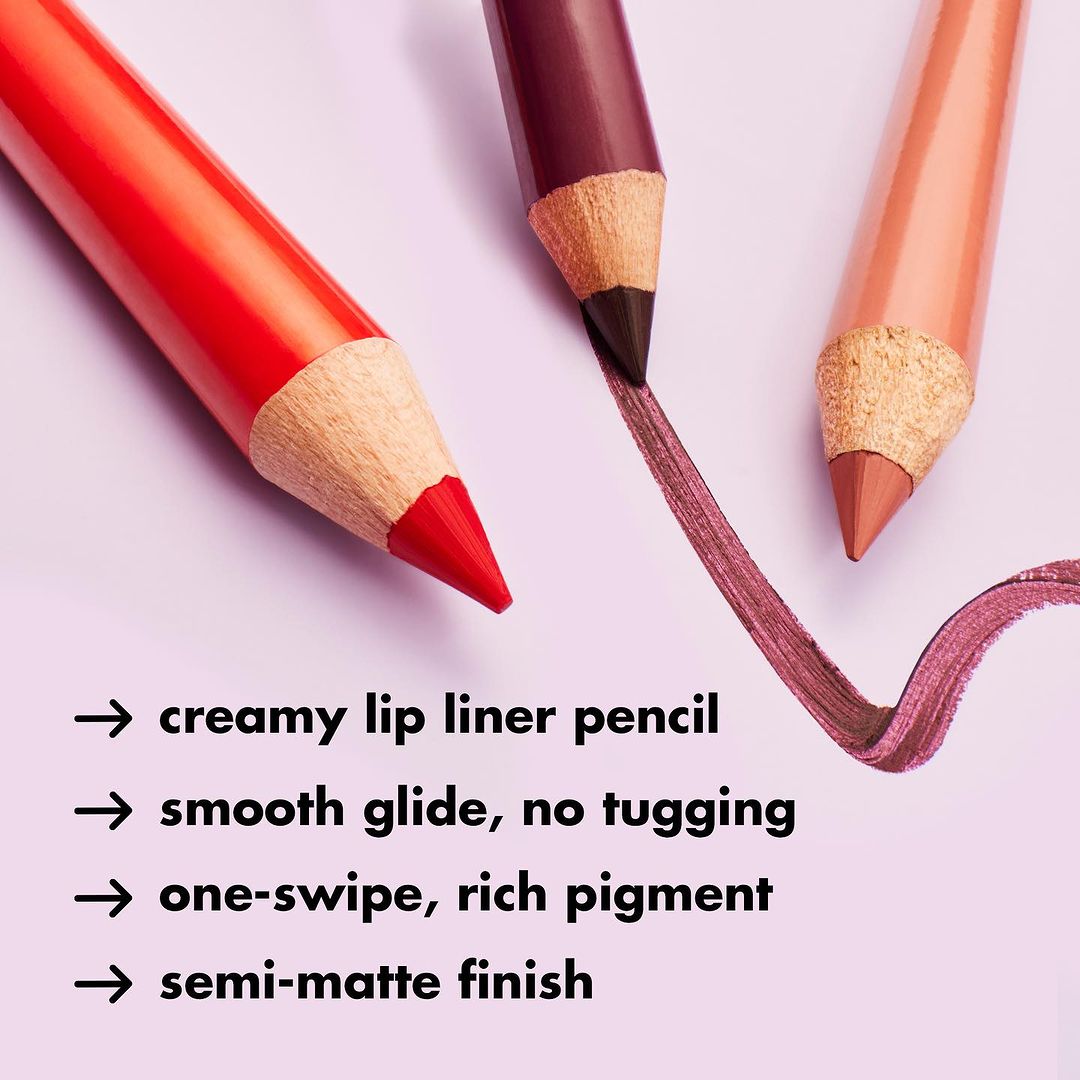 → creamy lip liner pencil
→ smooth glide, no tugging
→ one-swipe, rich pigment
→ semi-matte finish